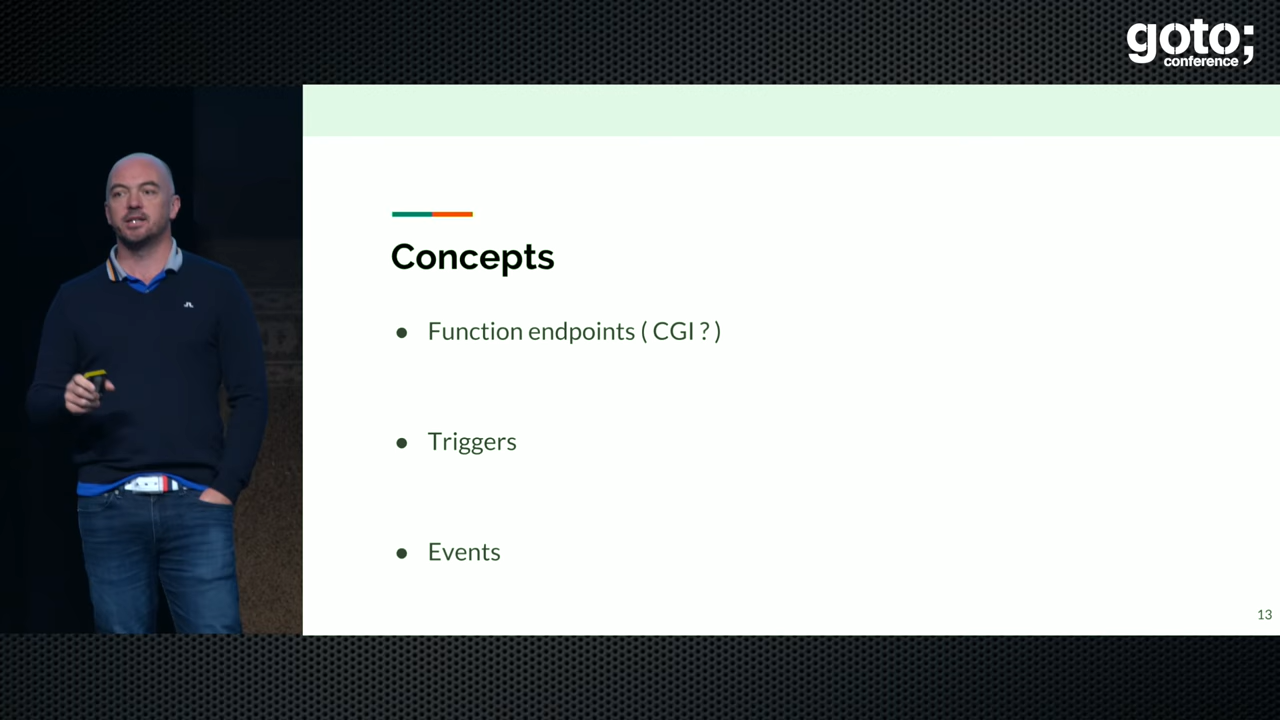 goto;
conference
Concepts
● Function endpoints ( CGI ? )
● Triggers
● Events
13